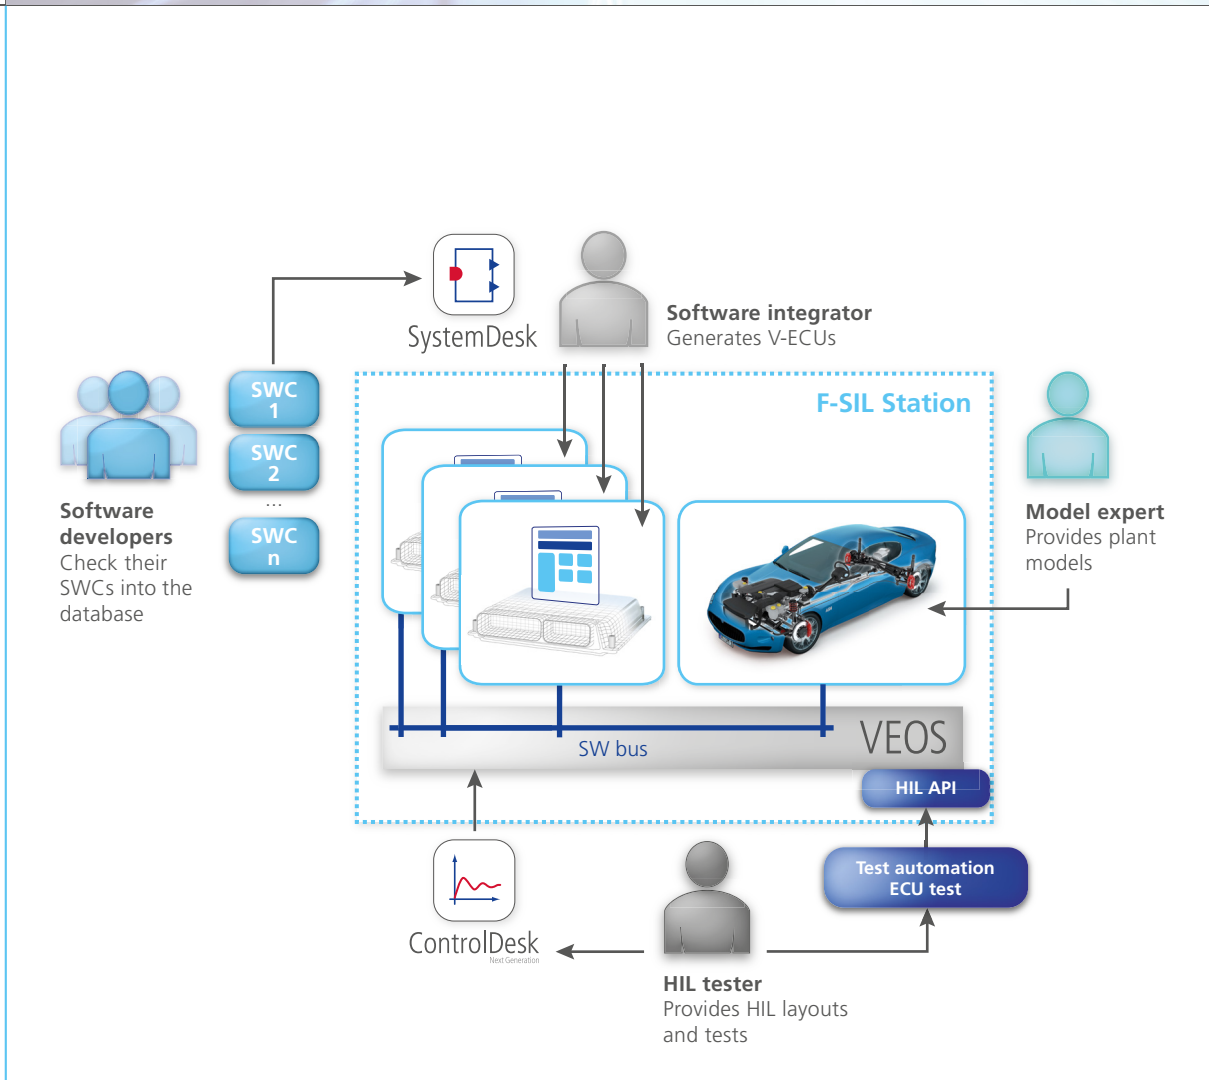 SystemDesk
Software integrator
Generates V-ECUs
SWC
1
SWC
2
...
SWC
n
F-SIL Station
Software
developers
Check their
SWCs into the
database
Model expert
Provides plant
models
SW bus
VEOS
HIL API
Test automation
ECU test
ControlDesk
Next Generation
HIL tester
Provides HIL layouts
and tests